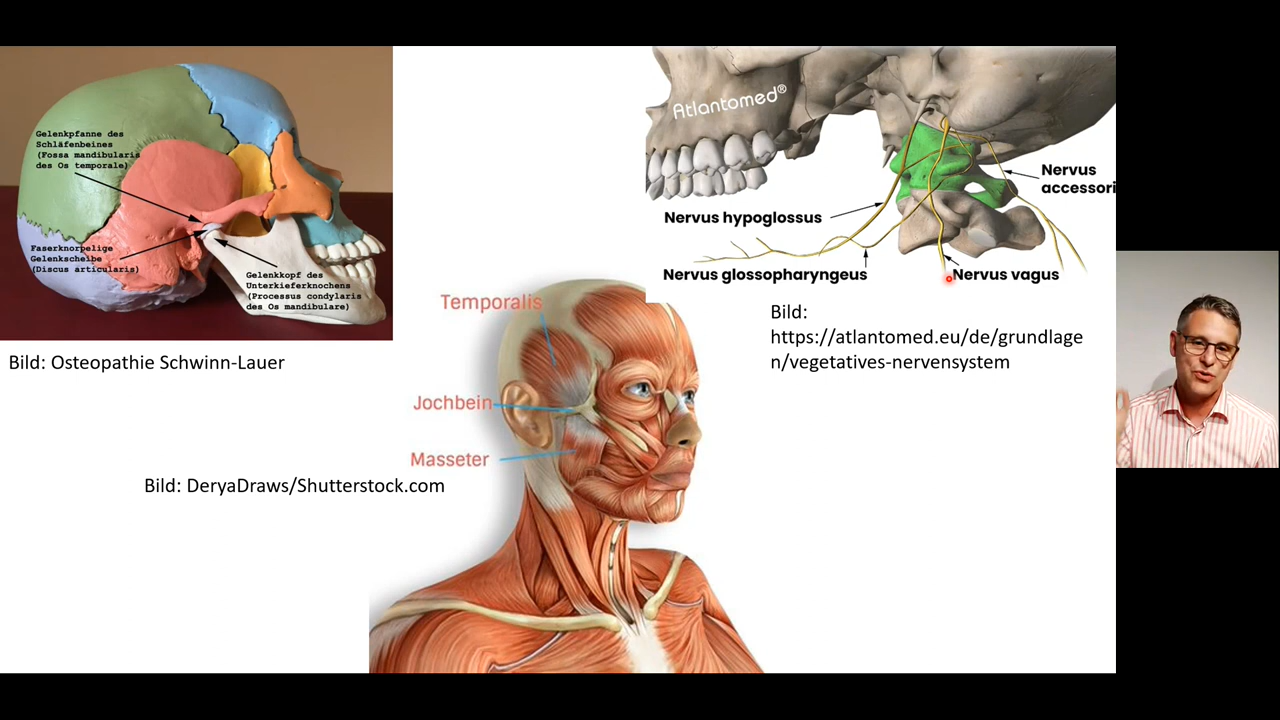 Gelenkpfanne des
Schläfenbeines
(Fossa mandibularis
des Os temporale)
Faserknorpelige
Gelenkscheibe
(Discus articularis)
Gelenkkopf des
Unterkieferknochens
(Processus condylaris
des Os mandibulare)
Bild: Osteopathie Schwinn-Lauer
Atlantomed®
Nervus
accessori
Nervus hypoglossus
Nervus glossopharyngeus
Nervus vagus
Bild:
https://atlantomed.eu/de/grundlage
n/vegetatives-nervensystem
Temporalis
Jochbein
Masseter
Bild: DeryaDraws/Shutterstock.com